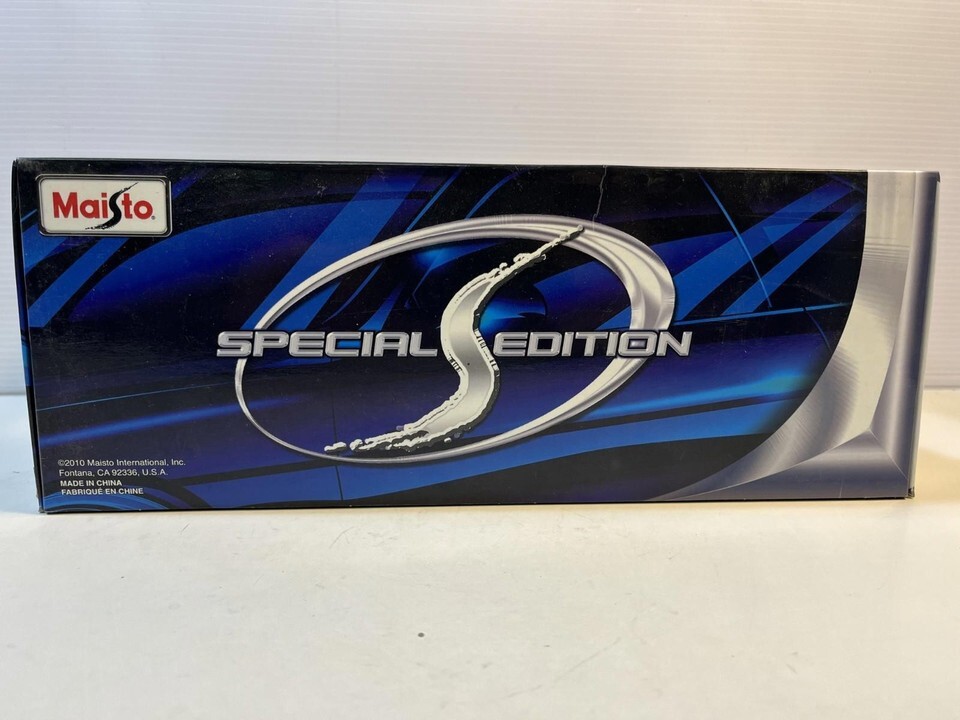 Maisto
SPECIAL S EDITION
©2010 Maisto International, Inc.
Fontana, CA 92336, U.S.A.
MADE IN CHINA
FABRIQUÉ EN CHINE